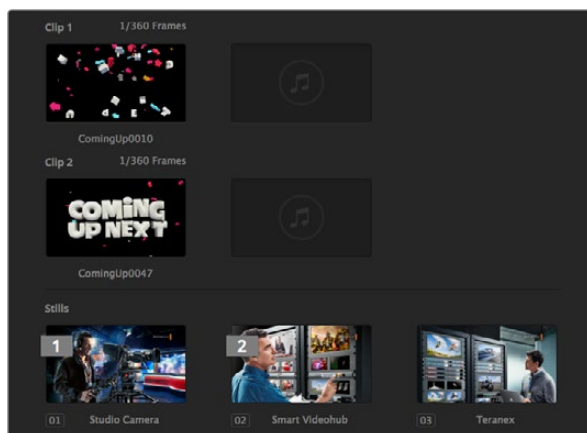 Clip 1 1/360 Frames
ComingUp0010
Clip 2 1/360 Frames
COMING
UP NEXT
ComingUp0047
Stills
1 2
01 Studio Camera 02 Smart Videohub 03 Teranex